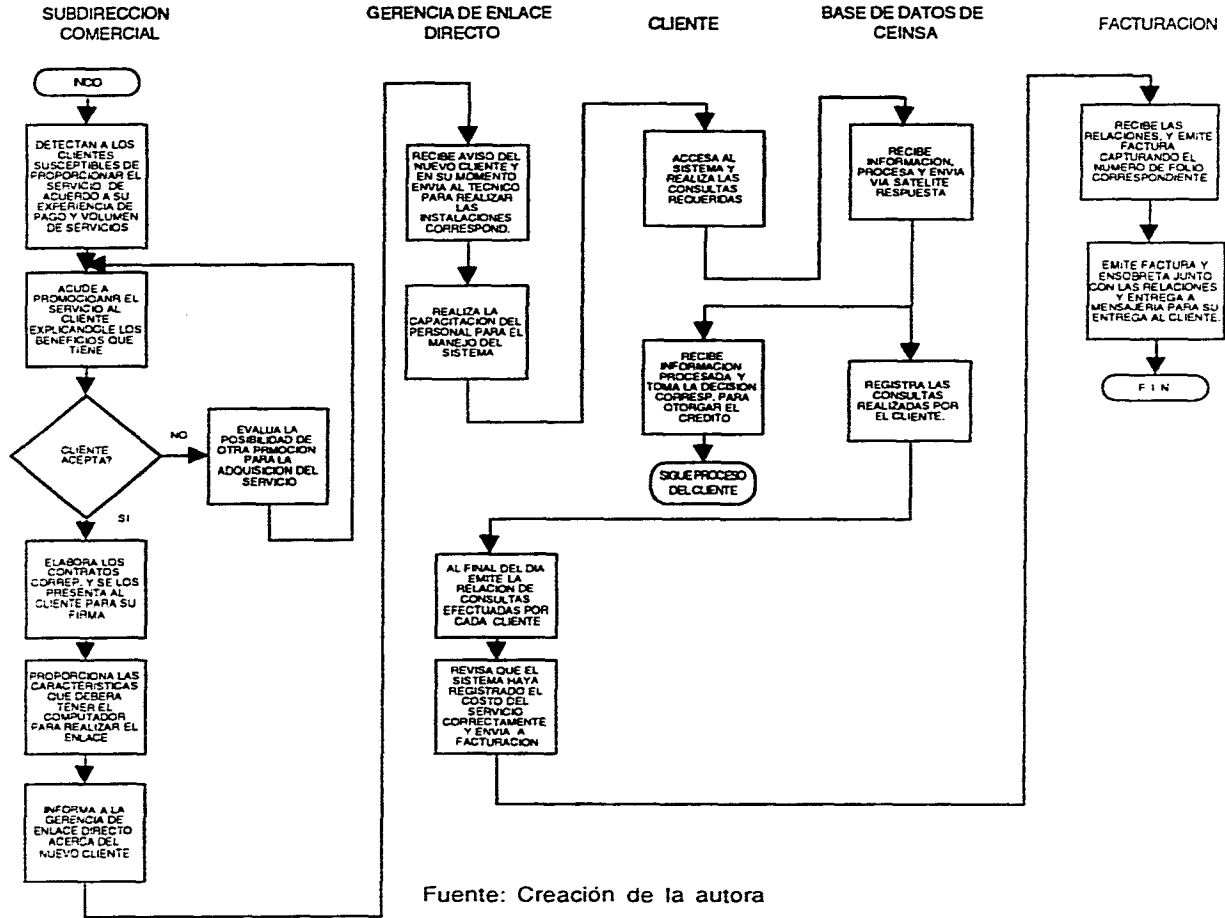 SUBDIRECCION
COMERCIAL
GERENCIA DE ENLACE
DIRECTO
CLIENTE
BASE DE DATOS DE
CEINSA
FACTURACION
INCO
DETECTAN A LOS
CLIENTES
SUSCEPTIBLES DE
PROPORCIONAR EL
SERVICIO DE
ACUERDO A SU
EXPERIENCIA DE
PAGO Y VOLUMEN
DE SERVICIOS
ACUDE A
PROMOCIOANR EL
SERVICIO AL
CLIENTE
EXPLICANDOLE LOS
BENEFICIOS QUE
TIENE
CLIENTE
ACEPTA?
NO
SI
EVALUA LA
POSIBILIDAD DE
OTRA PRMOCION
PARA LA
ADQUISICION DEL
SERVICIO
ELABORA LOS
CONTRATOS
CORREP. Y SE LOS
PRESENTA AL
CLIENTE PARA SU
FIRMA
PROPORCIONA LAS
CARACTERISTICAS
QUE DEBERA
TENER EL
COMPUTADOR
PARA REALIZAR EL
ENLACE
INFORMA A LA
GERENCIA DE
ENLACE DIRECTO
ACERCA DEL
NUEVO CLIENTE
RECIBE AVISO DEL
NUEVO CLIENTE Y
EN SU MOMENTO
ENVIA AL TECNICO
PARA REALIZAR
LAS
INSTALACIONES
CORRESPOND.
REALIZA LA
CAPACITACION DEL
PERSONAL PARA EL
MANEJO DEL
SISTEMA
ACCESA AL
SISTEMA Y
REALIZA LAS
CONSULTAS
REQUERIDAS
RECIBE
INFORMACION,
PROCESA Y ENVIA
VIA SATELITE
RESPUESTA
RECIBE
INFORMACION
PROCESADA Y
TOMA LA DECISION
CORRESP. PARA
OTORGAR EL
CREDITO
SIGUE PROCESO
DEL CLIENTE
REGISTRA LAS
CONSULTAS
REALIZADAS POR
EL CLIENTE.
AL FINAL DEL DIA
EMITE LA
RELACION DE
CONSULTAS
EFECTUADAS POR
CADA CLIENTE
REVISA QUE EL
SISTEMA HAYA
REGISTRADO EL
COSTO DEL
SERVICIO
CORRECTAMENTE
Y ENVIA A
FACTURACION
RECIBE LAS
RELACIONES, Y EMITE
FACTURA
CAPTURANDO EL
NUMERO DE FOLIO
CORRESPONDIENTE
EMITE FACTURA Y
ENSOBRETA JUNTO
CON LAS RELACIONES
Y ENTREGA A
MENSAJERIA PARA SU
ENTREGA AL CLIENTE.
F I N
Fuente: Creación de la autora